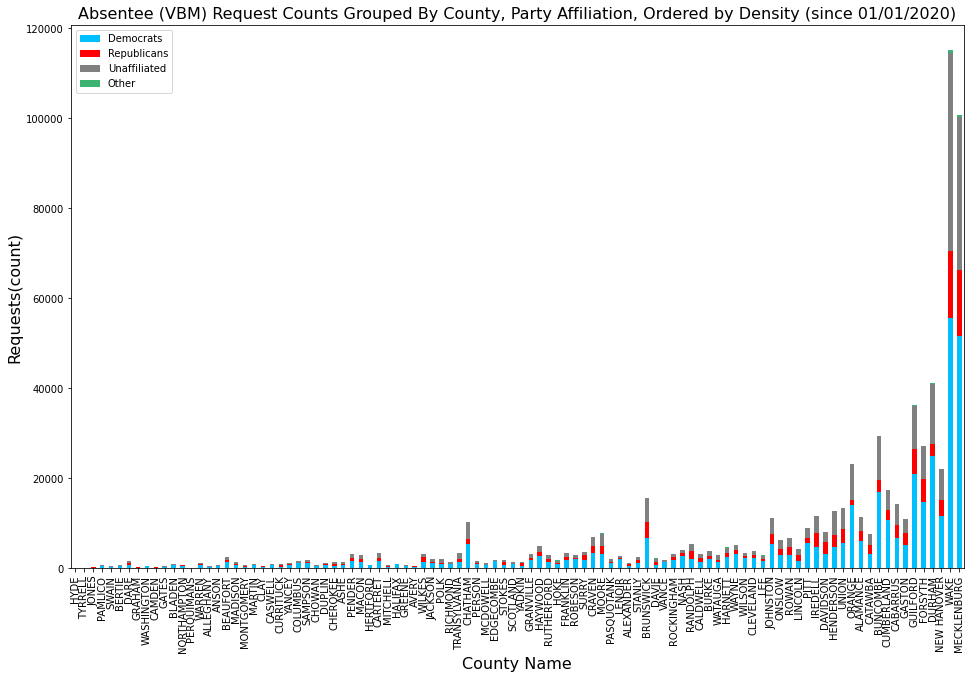 Absentee (VBM) Request Counts Grouped By County, Party Affiliation, Ordered by Density (since 01/01/2020)
Democrats
Republicans
Unaffiliated
Other
120000
100000
80000
60000
40000
20000
0
Requests(count)
HYDE
TYRRELL
JONES
PAMLICO
SWAIN
BERTIE
DARE
GRAHAM
WASHINGTON
CAMDEN
GATES
BLADEN
NORTHAMPTON
PERQUIMANS
WARREN
ALLEGHANY
ANSON
BEAUFORT
MADISON
MONTGOMERY
MARTIN
CLAY
CASWELL
CURRITUCK
YANCEY
COLUMBUS
SAMPSON
CHOWAN
DUPLIN
CHEROKEE
ASHE
PENDER
MACON
HERTFORD
CARTERET
MITCHELL
HALIFAX
GREENE
AVERY
WILKES
JACKSON
POLK
RICHMOND
TRANSYLVANIA
CHATHAM
PERSON
MCDOWELL
EDGECOMBE
STOKES
SCOTLAND
YADKIN
GRANVILLE
HAYWOOD
RUTHERFORD
HOKE
FRANKLIN
ROBESON
SURRY
CRAVEN
MOORE
PASQUOTANK
LENOIR
ALEXANDER
STANLY
BRUNSWICK
DAVIE
VANCE
ROCKINGHAM
NASH
RANDOLPH
CALDWELL
BURKE
WATAUGA
HARNETT
WAYNE
WILSON
CLEVELAND
LEE
JOHNSTON
ONSLOW
ROWAN
LINCOLN
PITT
IREDELL
DAVIDSON
HENDERSON
UNION
ORANGE
ALAMANCE
CATAWBA
BUNCOMBE
CUMBERLAND
CABARRUS
GASTON
GUILFORD
FORSYTH
DURHAM
NEW HANOVER
WAKE
MECKLENBURG
County Name